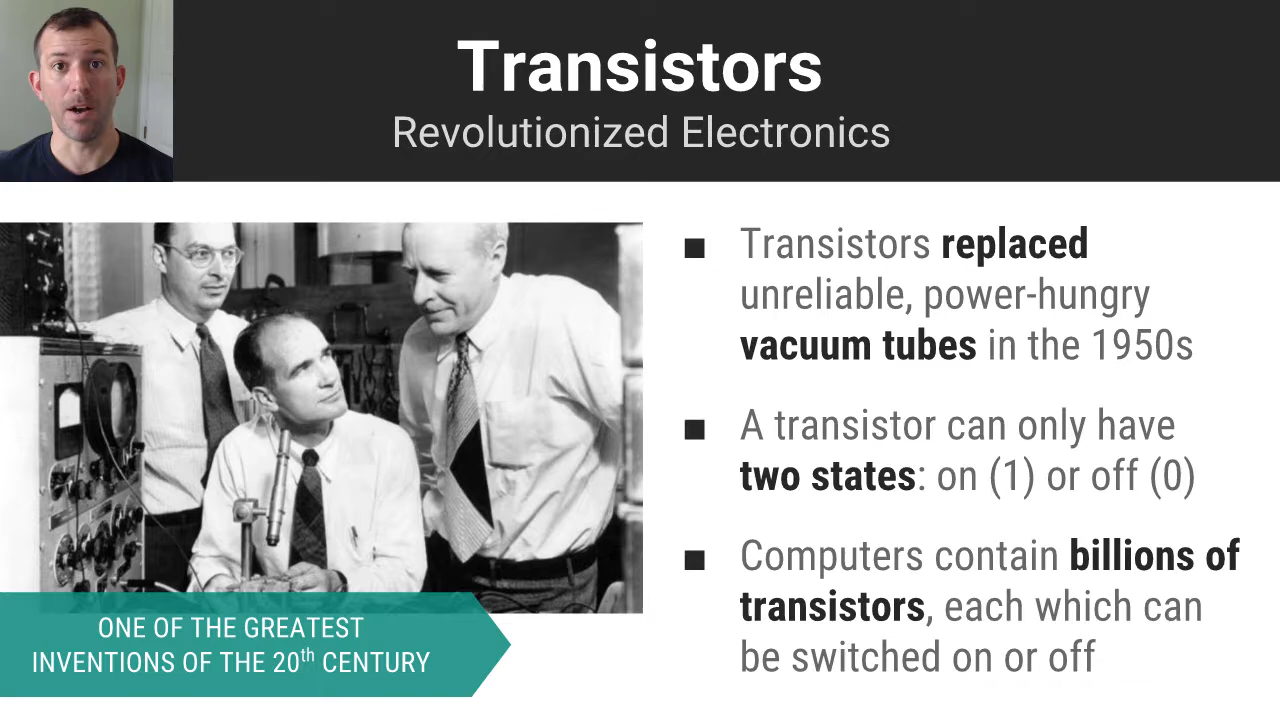 Transistors
Revolutionized Electronics
■ Transistors replaced
unreliable, power-hungry
vacuum tubes in the 1950s
■ A transistor can only have
two states: on (1) or off (0)
■ Computers contain billions of
transistors, each which can
be switched on or off
ONE OF THE GREATEST
INVENTIONS OF THE 20th CENTURY